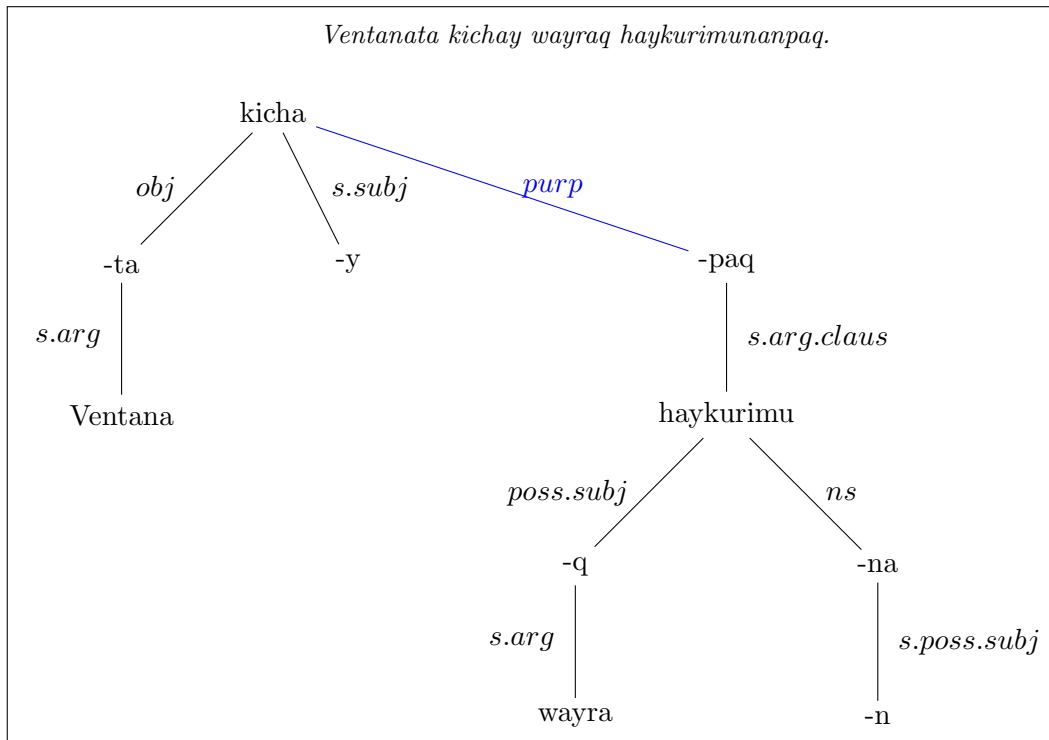 Ventanata kichay wayraq haykurimunanpaq.
kicha
obj s.subj purp
-ta -y -paq
s.arg s.arg.claus
Ventana haykurimu
poss.subj ns
-q -na
s.arg s.poss.subj
wayra -n